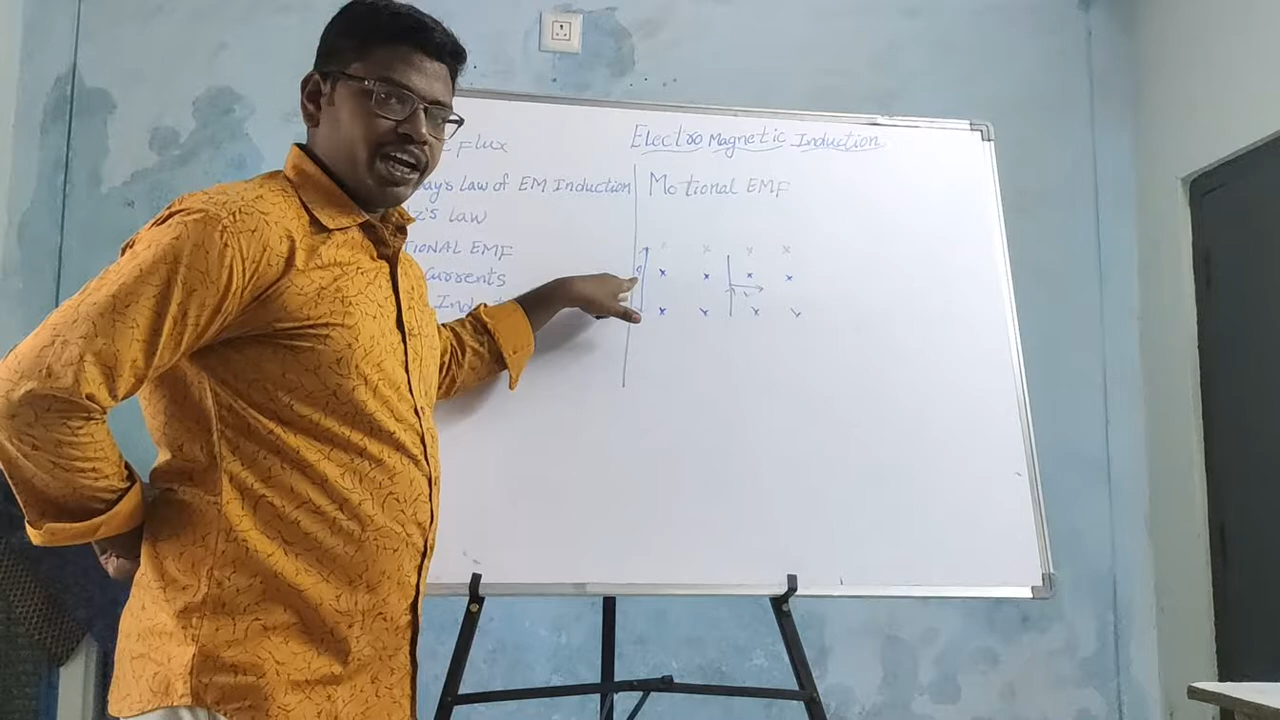 Flux
Electro Magnetic Induction
ay's Law of EM Induction
z's Law
TIONAL EMF
Currents
Motional EMF
l
x x x
x x x x
x x x x